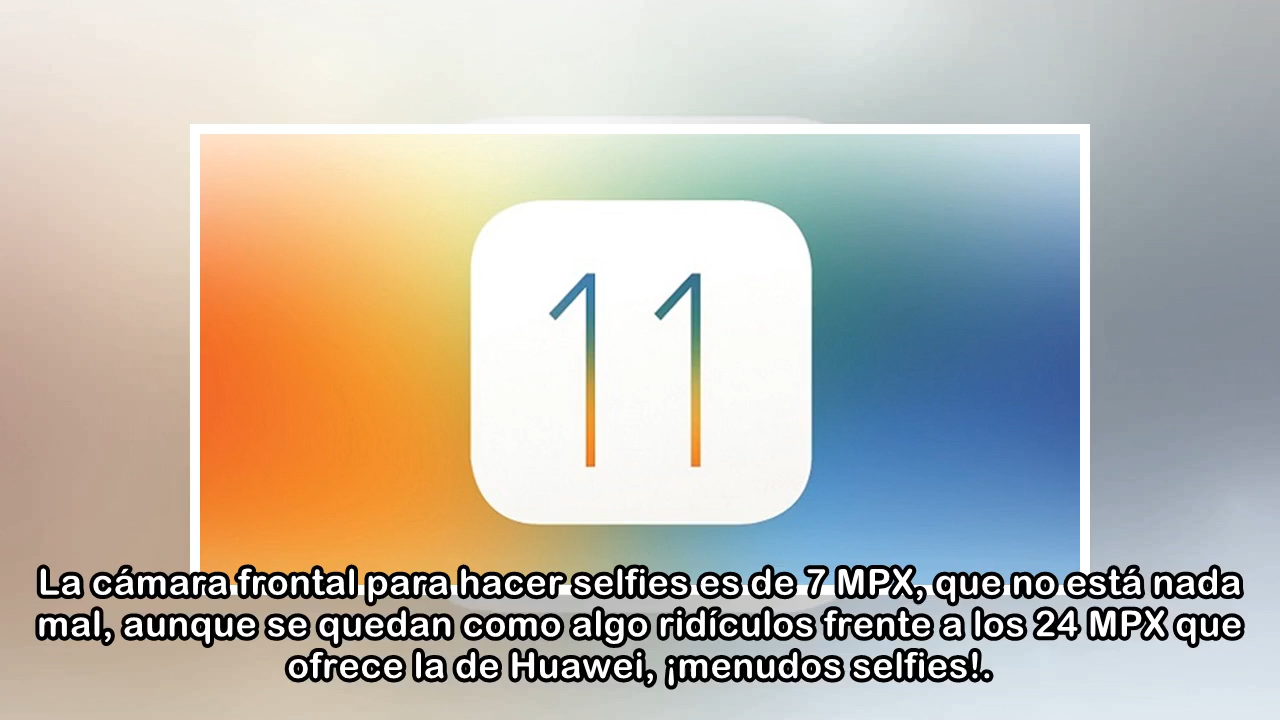 11
La cámara frontal para hacer selfies es de 7 MPX, que no está nada
mal, aunque se quedan como algo ridículos frente a los 24 MPX que
ofrece la de Huawei, ¡menudos selfies!.